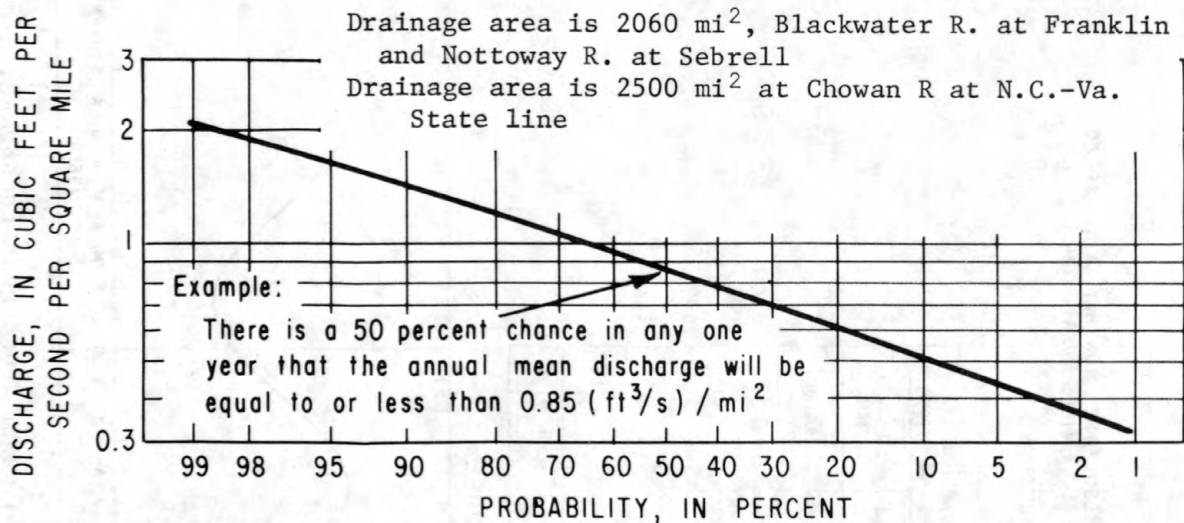 Drainage area is 2060 mi², Blackwater R. at Franklin
and Nottoway R. at Sebrell
Drainage area is 2500 mi² at Chowan R at N.C.-Va.
State line
DISCHARGE, IN CUBIC FEET PER
SECOND PER SQUARE MILE
3
2
1
0.3
Example:
There is a 50 percent chance in any one
year that the annual mean discharge will be
equal to or less than 0.85 (ft³/s) / mi²
99 98 95 90 80 70 60 50 40 30 20 10 5 2 1
PROBABILITY, IN PERCENT